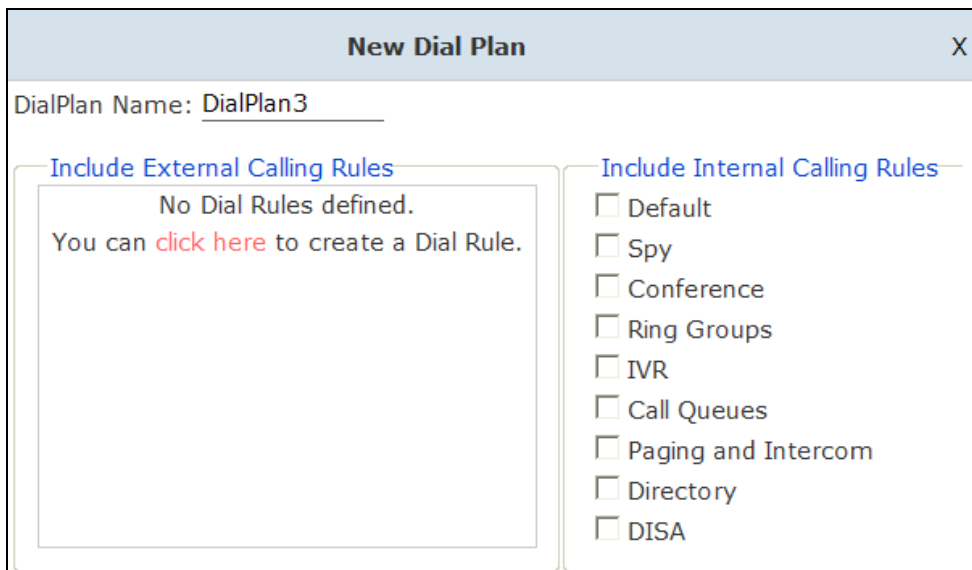 New Dial Plan X
DialPlan Name: DialPlan3
Include External Calling Rules
No Dial Rules defined.
You can click here to create a Dial Rule.
Include Internal Calling Rules
Default
Spy
Conference
Ring Groups
IVR
Call Queues
Paging and Intercom
Directory
DISA